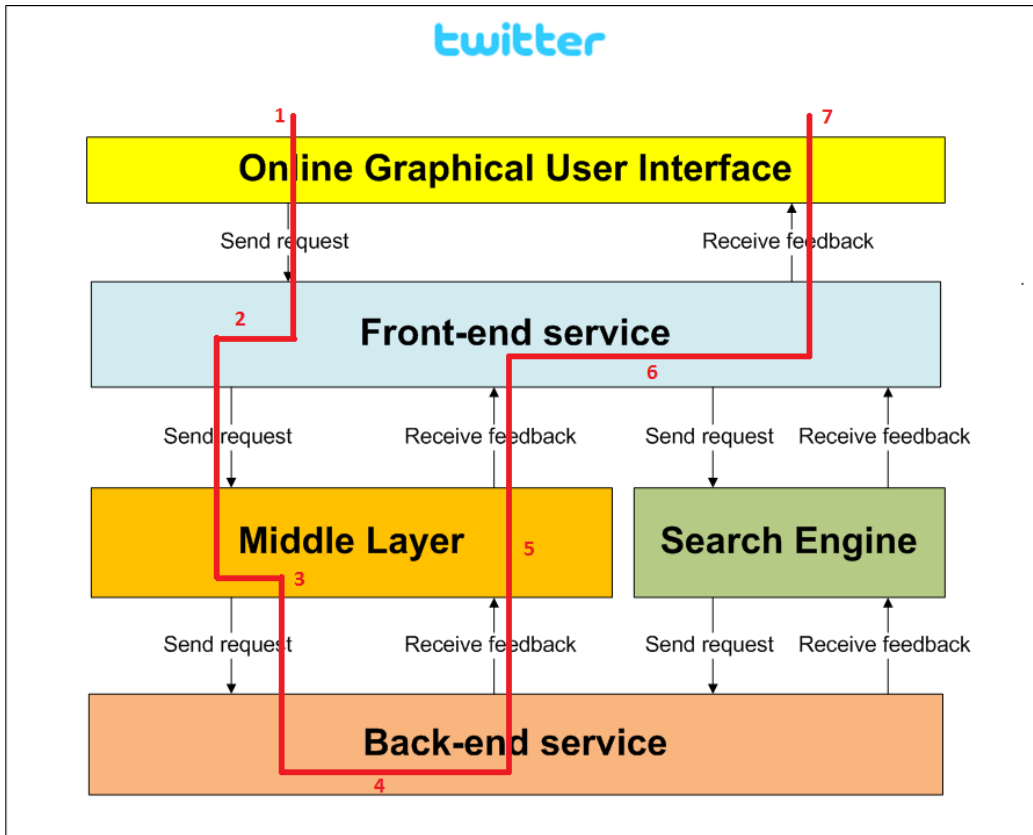 twitter
1
7
Online Graphical User Interface
Send request
Receive feedback
2
Front-end service
6
Send request
Receive feedback
Send request
Receive feedback
Middle Layer
5
Search Engine
3
Send request
Receive feedback
Send request
Receive feedback
Back-end service
4